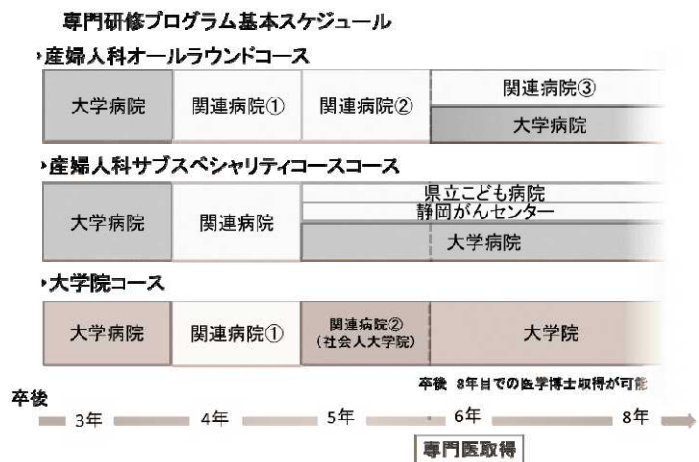 専門研修プログラム基本スケジュール
産婦人科オールラウンドコース
大学病院
関連病院①
関連病院②
関連病院③
大学病院
産婦人科サブスペシャリティコースコース
大学病院
関連病院
県立こども病院
静岡がんセンター
大学病院
大学院コース
大学病院
関連病院①
関連病院②
(社会人大学院)
大学院
卒後 8年目での医学博士取得が可能
卒後
3年
4年
5年
6年
8年
専門医取得